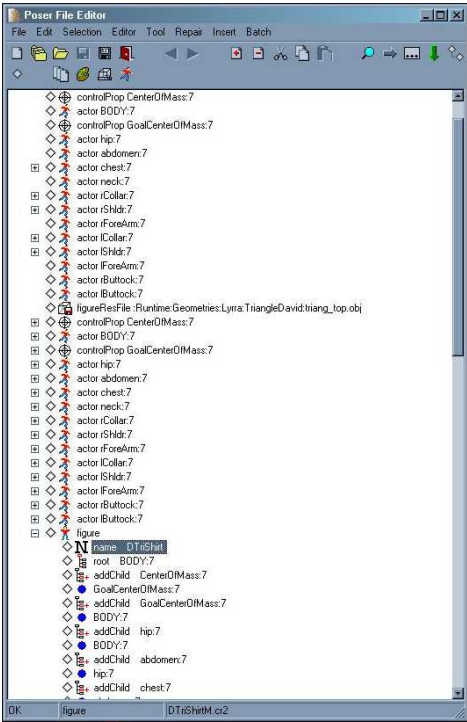 Poser File Editor
File Edit Selection Editor Tool Repair Insert Batch
controlProp CenterOfMass:7
actor BODY:7
controlProp GoalCenterOfMass:7
actor hip:7
actor abdomen:7
actor chest:7
actor neck:7
actor rCollar:7
actor rShldr:7
actor rForeArm:7
actor lCollar:7
actor lShldr:7
actor lForeArm:7
actor rButtock:7
actor lButtock:7
figureResFile :Runtime:Geometries:Lyrra:TriangleDavid:triang_top.obj
controlProp CenterOfMass:7
actor BODY:7
controlProp GoalCenterOfMass:7
actor hip:7
actor abdomen:7
actor chest:7
actor neck:7
actor rCollar:7
actor rShldr:7
actor rForeArm:7
actor lCollar:7
actor lShldr:7
actor lForeArm:7
actor rButtock:7
actor lButtock:7
figure
N name DTriShirt
root BODY:7
addChild CenterOfMass:7
GoalCenterOfMass:7
addChild GoalCenterOfMass:7
BODY:7
addChild hip:7
BODY:7
addChild abdomen:7
hip:7
addChild chest:7
OK figure DTriShirtM.cr2